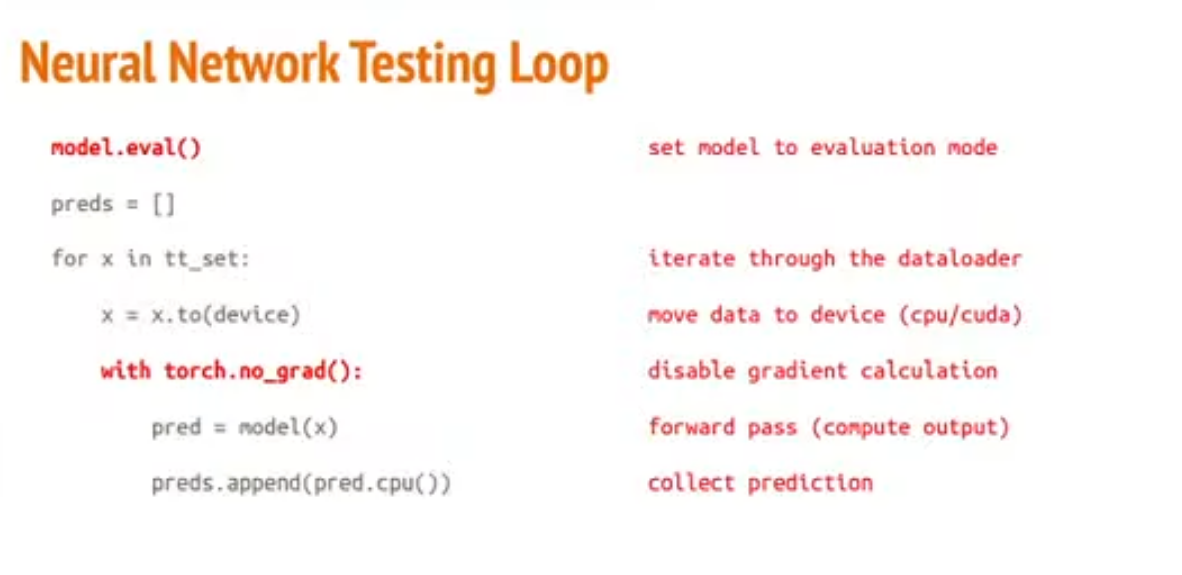 Neural Network Testing Loop
model.eval() set model to evaluation mode
preds = []
for x in tt_set: iterate through the dataloader
x = x.to(device) move data to device (cpu/cuda)
with torch.no_grad(): disable gradient calculation
pred = model(x) forward pass (compute output)
preds.append(pred.cpu()) collect prediction